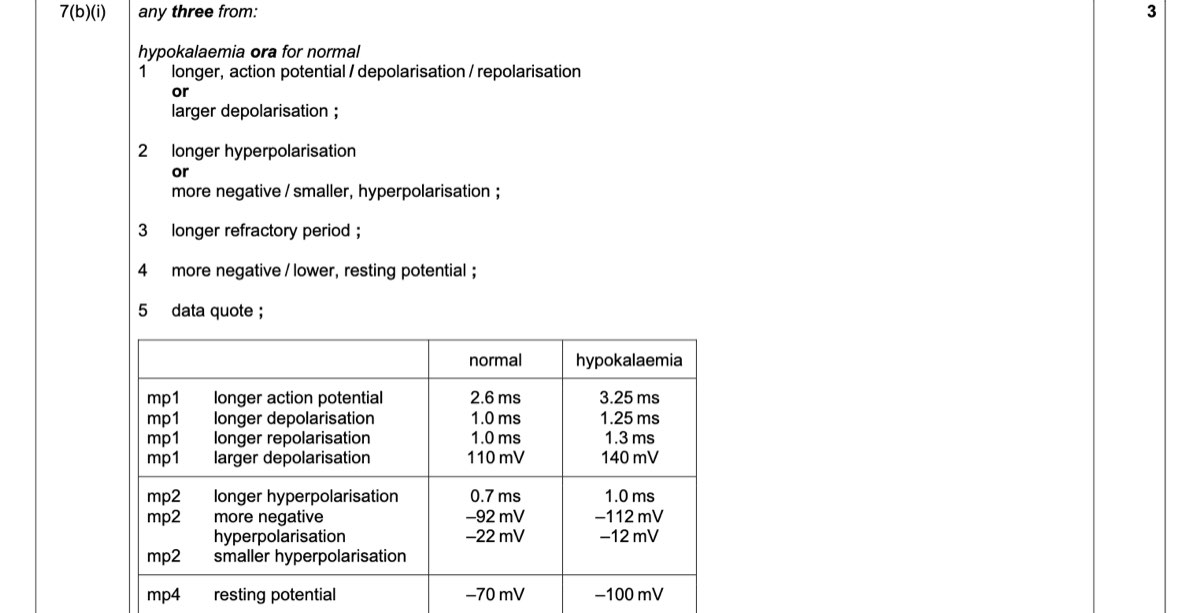 7(b)(i) any three from: 3
hypokalaemia ora for normal
1 longer, action potential / depolarisation / repolarisation
or
larger depolarisation ;
2 longer hyperpolarisation
or
more negative / smaller, hyperpolarisation ;
3 longer refractory period ;
4 more negative / lower, resting potential ;
5 data quote ;
normal hypokalaemia
mp1 longer action potential 2.6 ms 3.25 ms
mp1 longer depolarisation 1.0 ms 1.25 ms
mp1 longer repolarisation 1.0 ms 1.3 ms
mp1 larger depolarisation 110 mV 140 mV
mp2 longer hyperpolarisation 0.7 ms 1.0 ms
mp2 more negative –92 mV –112 mV
hyperpolarisation –22 mV –12 mV
mp2 smaller hyperpolarisation
mp4 resting potential –70 mV –100 mV